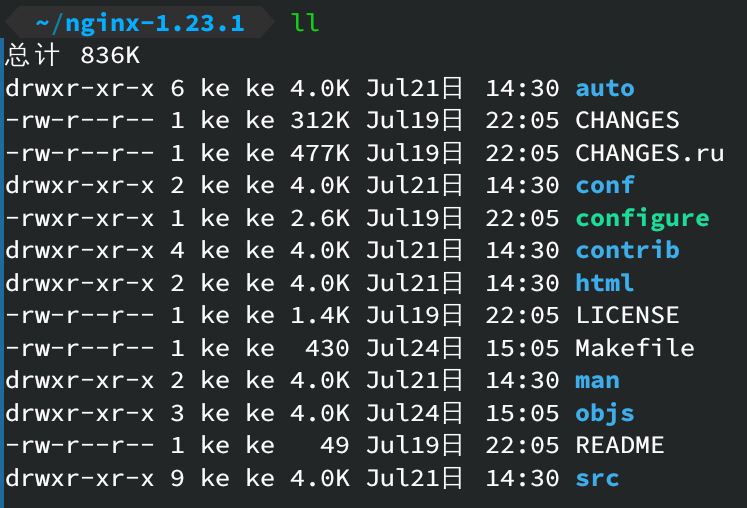 ~/nginx-1.23.1 ll
总计 836K
drwxr-xr-x 6 ke ke 4.0K Jul21日 14:30 auto
-rw-r--r-- 1 ke ke 312K Jul19日 22:05 CHANGES
-rw-r--r-- 1 ke ke 477K Jul19日 22:05 CHANGES.ru
drwxr-xr-x 2 ke ke 4.0K Jul21日 14:30 conf
-rwxr-xr-x 1 ke ke 2.6K Jul19日 22:05 configure
drwxr-xr-x 4 ke ke 4.0K Jul21日 14:30 contrib
drwxr-xr-x 2 ke ke 4.0K Jul21日 14:30 html
-rw-r--r-- 1 ke ke 1.4K Jul19日 22:05 LICENSE
-rw-r--r-- 1 ke ke  430 Jul24日 15:05 Makefile
drwxr-xr-x 2 ke ke 4.0K Jul21日 14:30 man
drwxr-xr-x 3 ke ke 4.0K Jul24日 15:05 objs
-rw-r--r-- 1 ke ke   49 Jul19日 22:05 README
drwxr-xr-x 9 ke ke 4.0K Jul21日 14:30 src